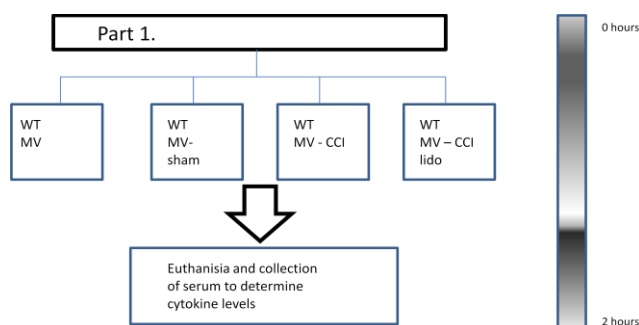 Part 1.
0 hours
WT
MV
WT
MV-
sham
WT
MV - CCI
WT
MV – CCI
lido
Euthanisia and collection
of serum to determine
cytokine levels
2 hours